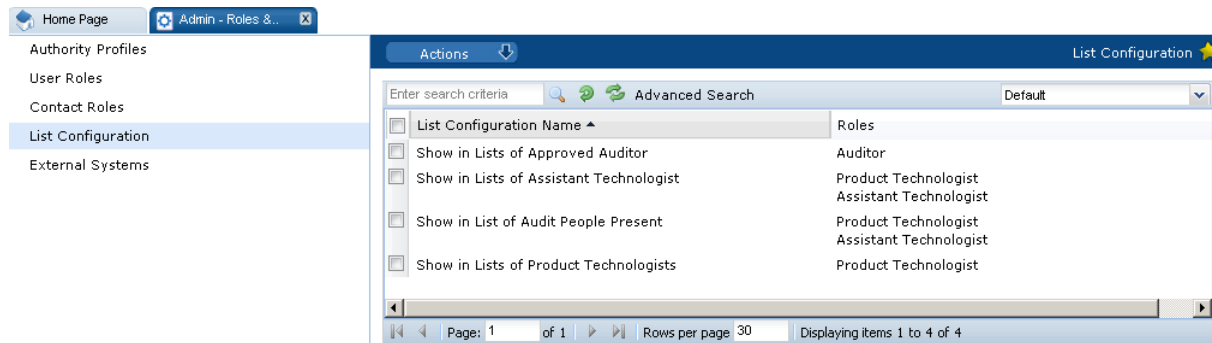 Home Page Admin - Roles &..
Authority Profiles
User Roles
Contact Roles
List Configuration
External Systems
Actions List Configuration
Enter search criteria Advanced Search Default
List Configuration Name Roles
Show in Lists of Approved Auditor Auditor
Show in Lists of Assistant Technologist Product Technologist
Assistant Technologist
Show in List of Audit People Present Product Technologist
Assistant Technologist
Show in Lists of Product Technologists Product Technologist
Page: 1 of 1 Rows per page 30 Displaying items 1 to 4 of 4